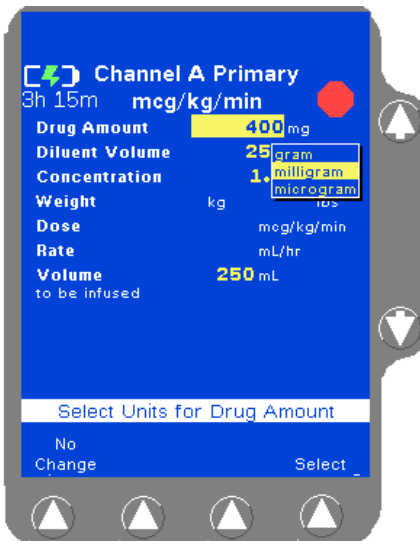 Channel A Primary
3h 15m mcg/kg/min
Drug Amount 400 mg
Diluent Volume 25 gram
milligram
Concentration 1. microgram
Weight kg lbs
Dose mcg/kg/min
Rate mL/hr
Volume 250 mL
to be infused
Select Units for Drug Amount
No
Change Select